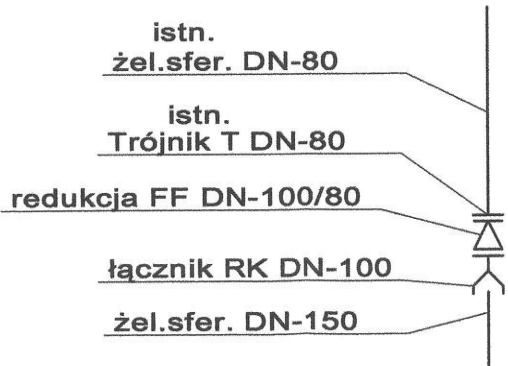 istn.
żel.sfer. DN-80
istn.
Trójnik T DN-80
redukcja FF DN-100/80
łącznik RK DN-100
żel.sfer. DN-150